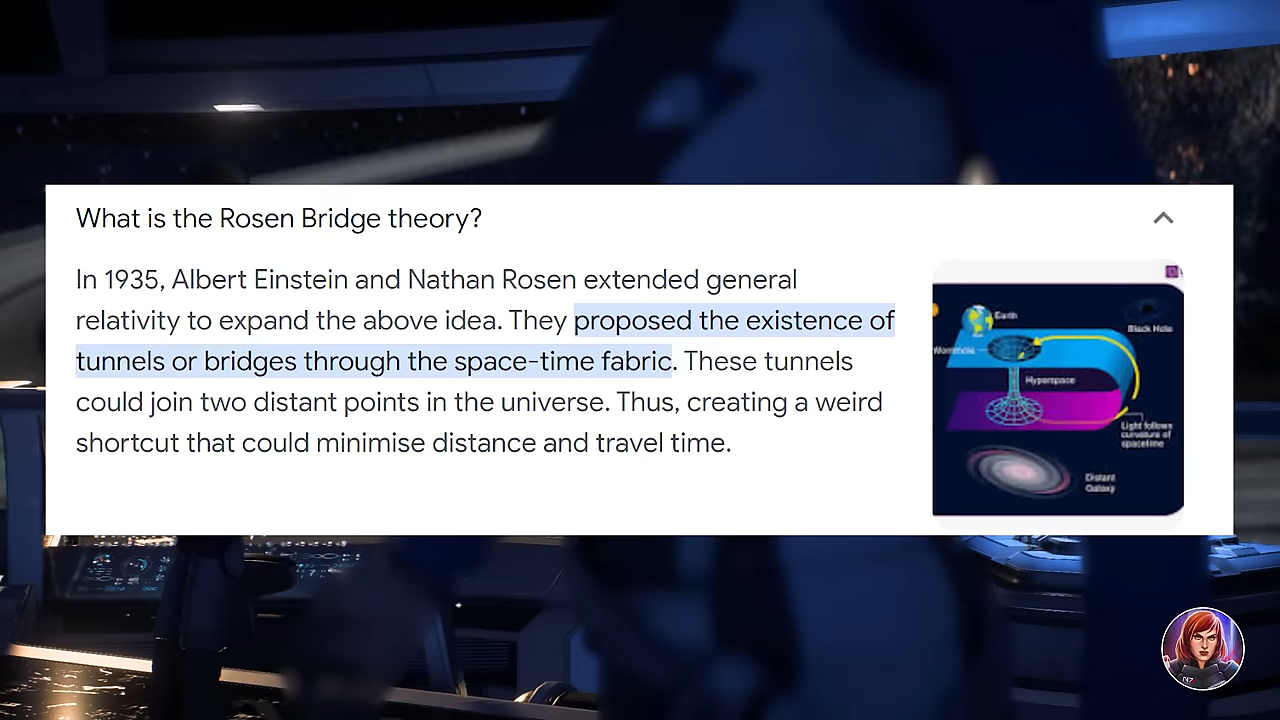 What is the Rosen Bridge theory?
In 1935, Albert Einstein and Nathan Rosen extended general
relativity to expand the above idea. They proposed the existence of
tunnels or bridges through the space-time fabric. These tunnels
could join two distant points in the universe. Thus, creating a weird
shortcut that could minimise distance and travel time.
Earth
Black Hole
Wormhole
Hyperspace
Light follows
curvature of
spacetime
Distant
Galaxy
N7